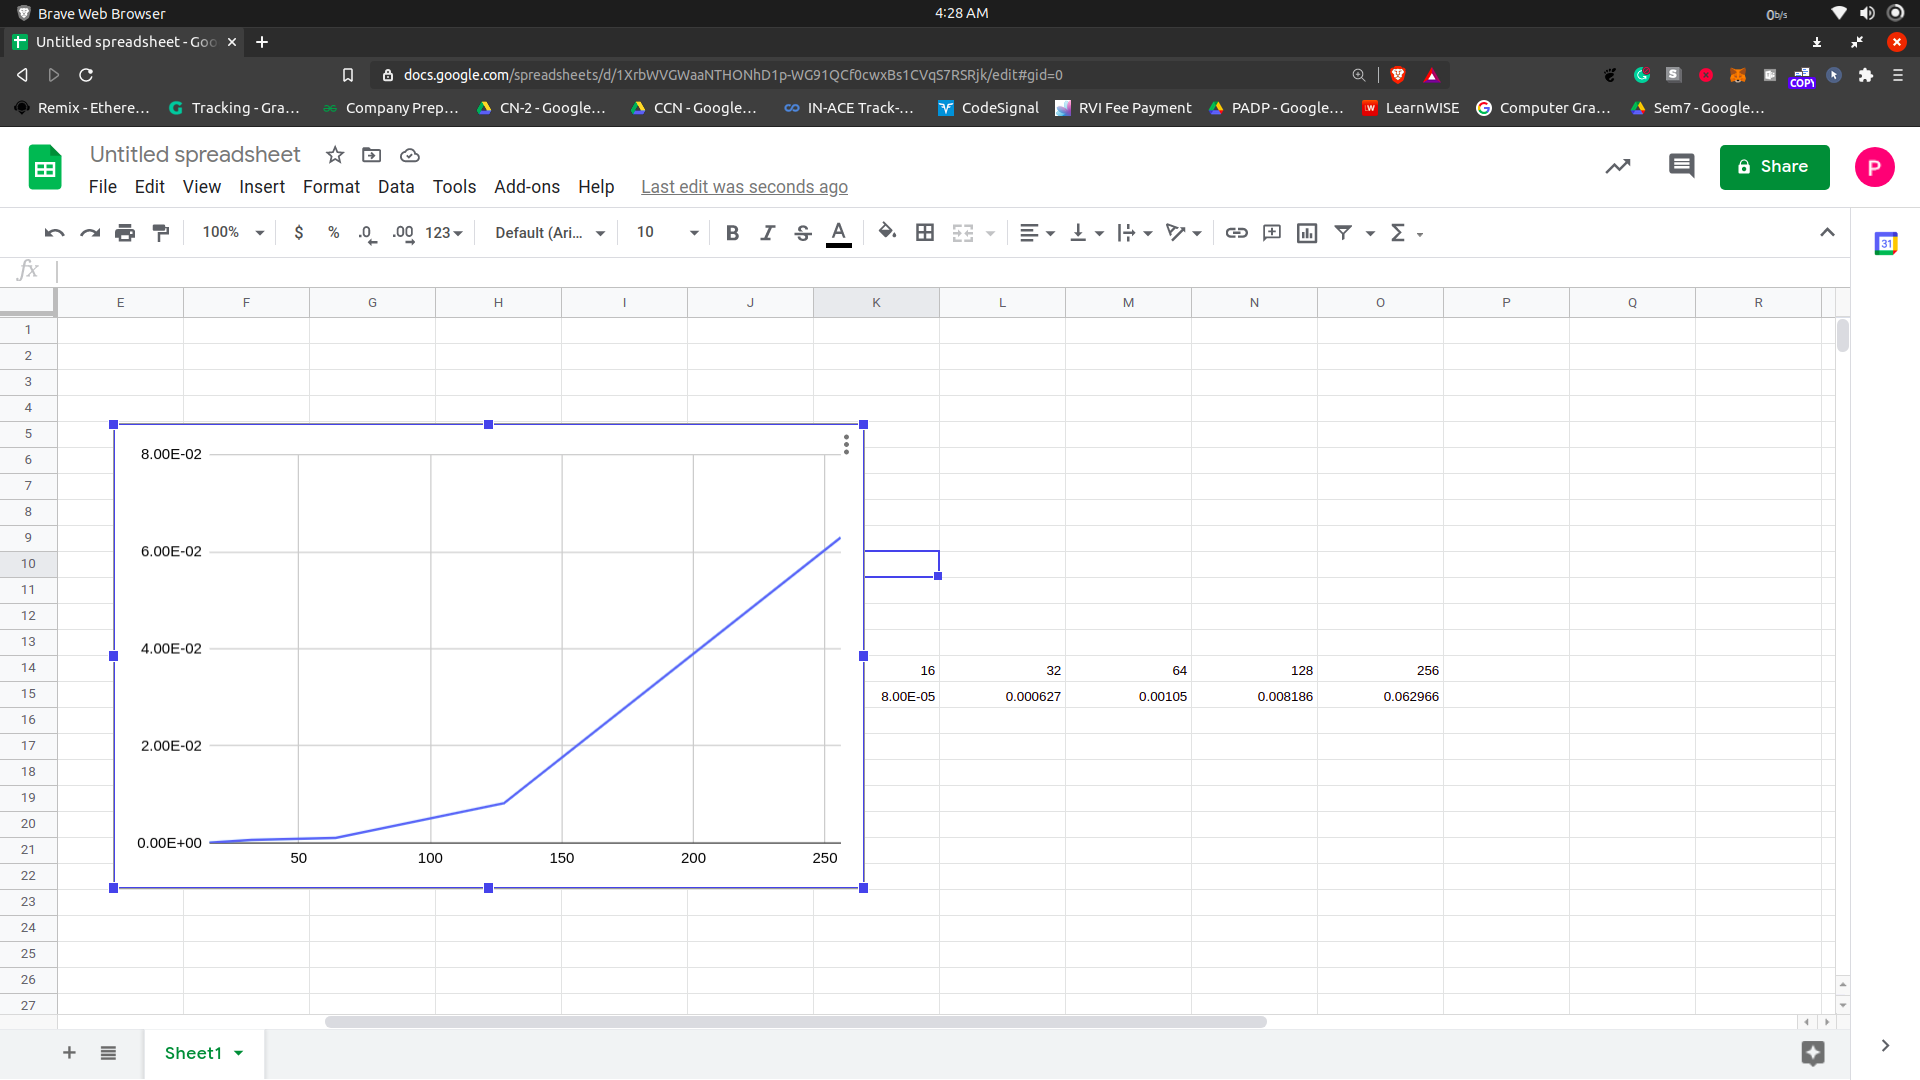 Brave Web Browser
4:28 AM
0b/s
Untitled spreadsheet - Goo
docs.google.com/spreadsheets/d/1XrbWVGWaaNTHONhD1p-WG91QCf0cwxBs1CVqS7RSRjk/edit#gid=0
COPY
Remix - Ethere... Tracking - Gra... Company Prep... CN-2 - Google... CCN - Google... IN-ACE Track-... CodeSignal RVI Fee Payment PADP - Google... LearnWISE Computer Gra... Sem7 - Google...
Untitled spreadsheet
File Edit View Insert Format Data Tools Add-ons Help Last edit was seconds ago
Share
P
100% $ % .0 .00 123 Default (Ari... 10 B I S A Σ
31
fx
E F G H I J K L M N O P Q R
1
2
3
4
5
6
7
8
9
10
11
12
13
14 16 32 64 128 256
15 8.00E-05 0.000627 0.00105 0.008186 0.062966
16
17
18
19
20
21
22
23
24
25
26
27
8.00E-02
6.00E-02
4.00E-02
2.00E-02
0.00E+00
50 100 150 200 250
Sheet1